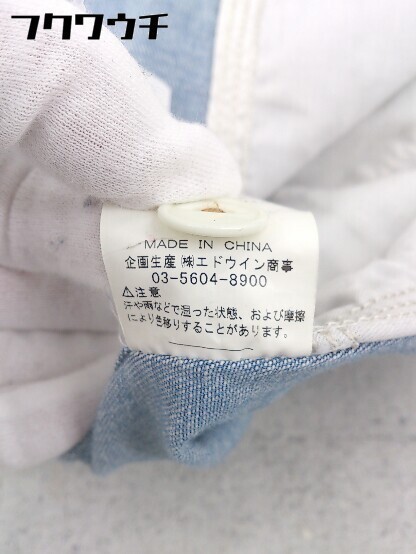 フクワウチ
MADE IN CHINA
企画生産 ㈱エドウイン商事
03-5604-8900
⚠注意
汗や雨などで湿った状態、および摩擦
により色移りすることがあります。